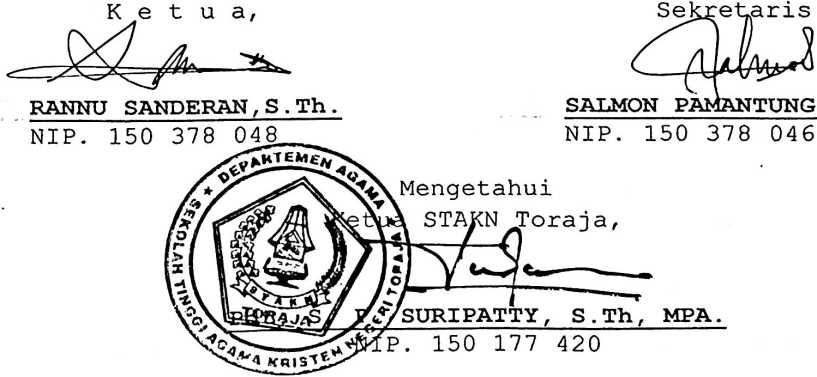 K e t u a,
Sekretaris
RANNU SANDERAN,S.Th.
SALMON PAMANTUNG
NIP. 150 378 048
NIP. 150 378 046
Mengetahui
Ketua STAKN Toraja,
SURIPATTY, S.Th, MPA.
NIP. 150 177 420
DEPARTEMEN AGAMA
SEKOLAH TINGGI AGAMA KRISTEN NEGERI TORAJA
STAKN
TORAJA